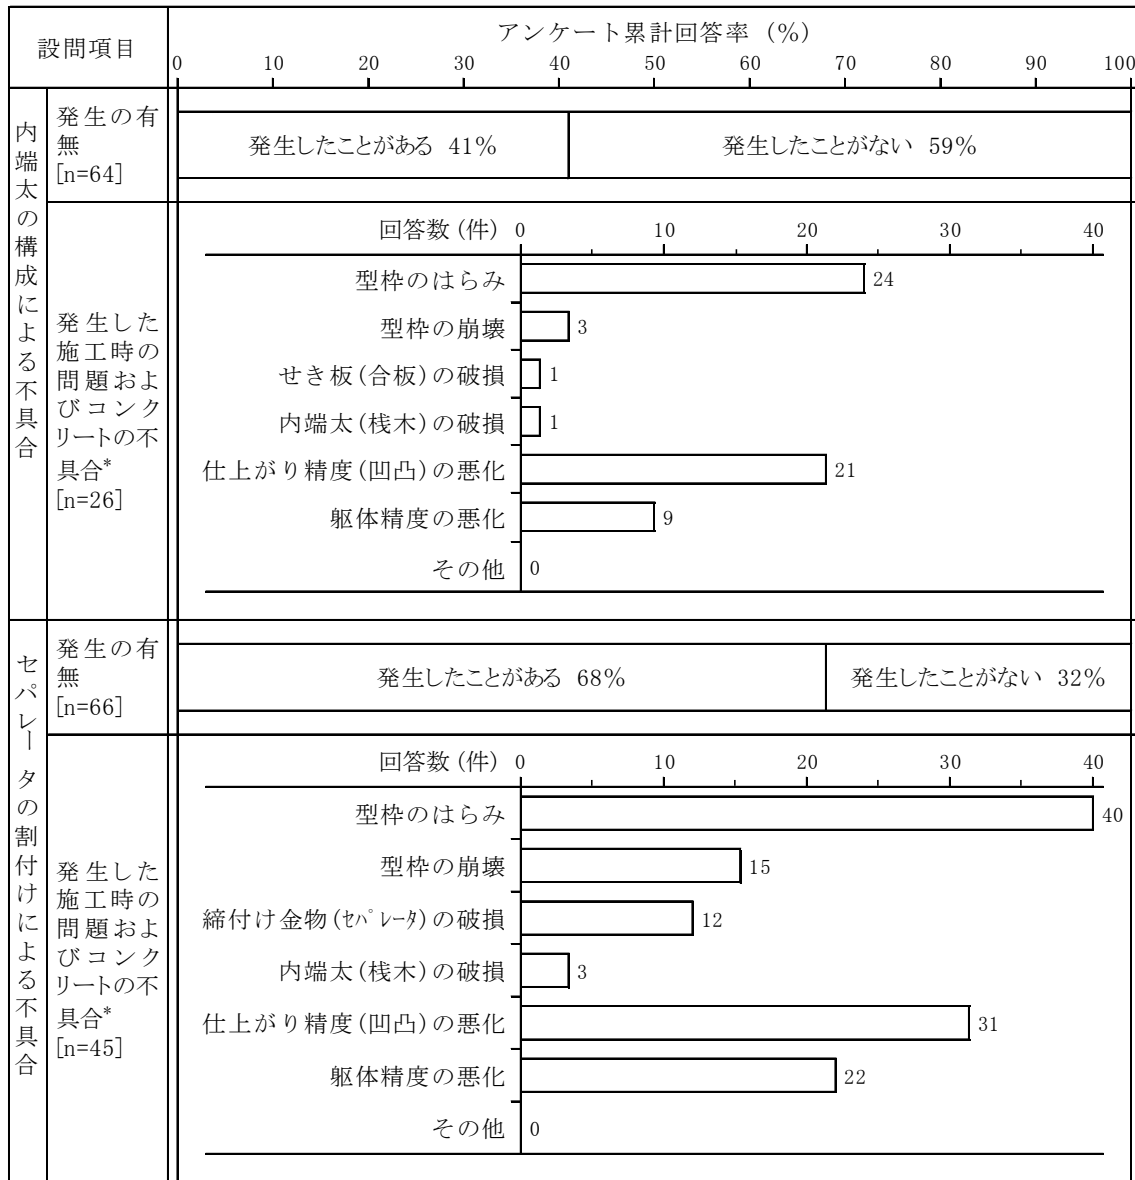 設問項目
アンケート累計回答率 (%)
0 10 20 30 40 50 60 70 80 90 100
内端太の構成による不具合
発生の有
無
[n=64]
発生したことがある 41%
発生したことがない 59%
発生した
施工時の
問題およ
びコンク
リートの不
具合*
[n=26]
回答数(件) 0 10 20 30 40
型枠のはらみ 24
型枠の崩壊 3
せき板(合板)の破損 1
内端太(桟木)の破損 1
仕上がり精度(凹凸)の悪化 21
躯体精度の悪化 9
その他 0
セパレータの割付けによる不具合
発生の有
無
[n=66]
発生したことがある 68%
発生したことがない 32%
発生した
施工時の
問題およ
びコンク
リートの不
具合*
[n=45]
回答数(件) 0 10 20 30 40
型枠のはらみ 40
型枠の崩壊 15
締付け金物(セパレータ)の破損 12
内端太(桟木)の破損 3
仕上がり精度(凹凸)の悪化 31
躯体精度の悪化 22
その他 0